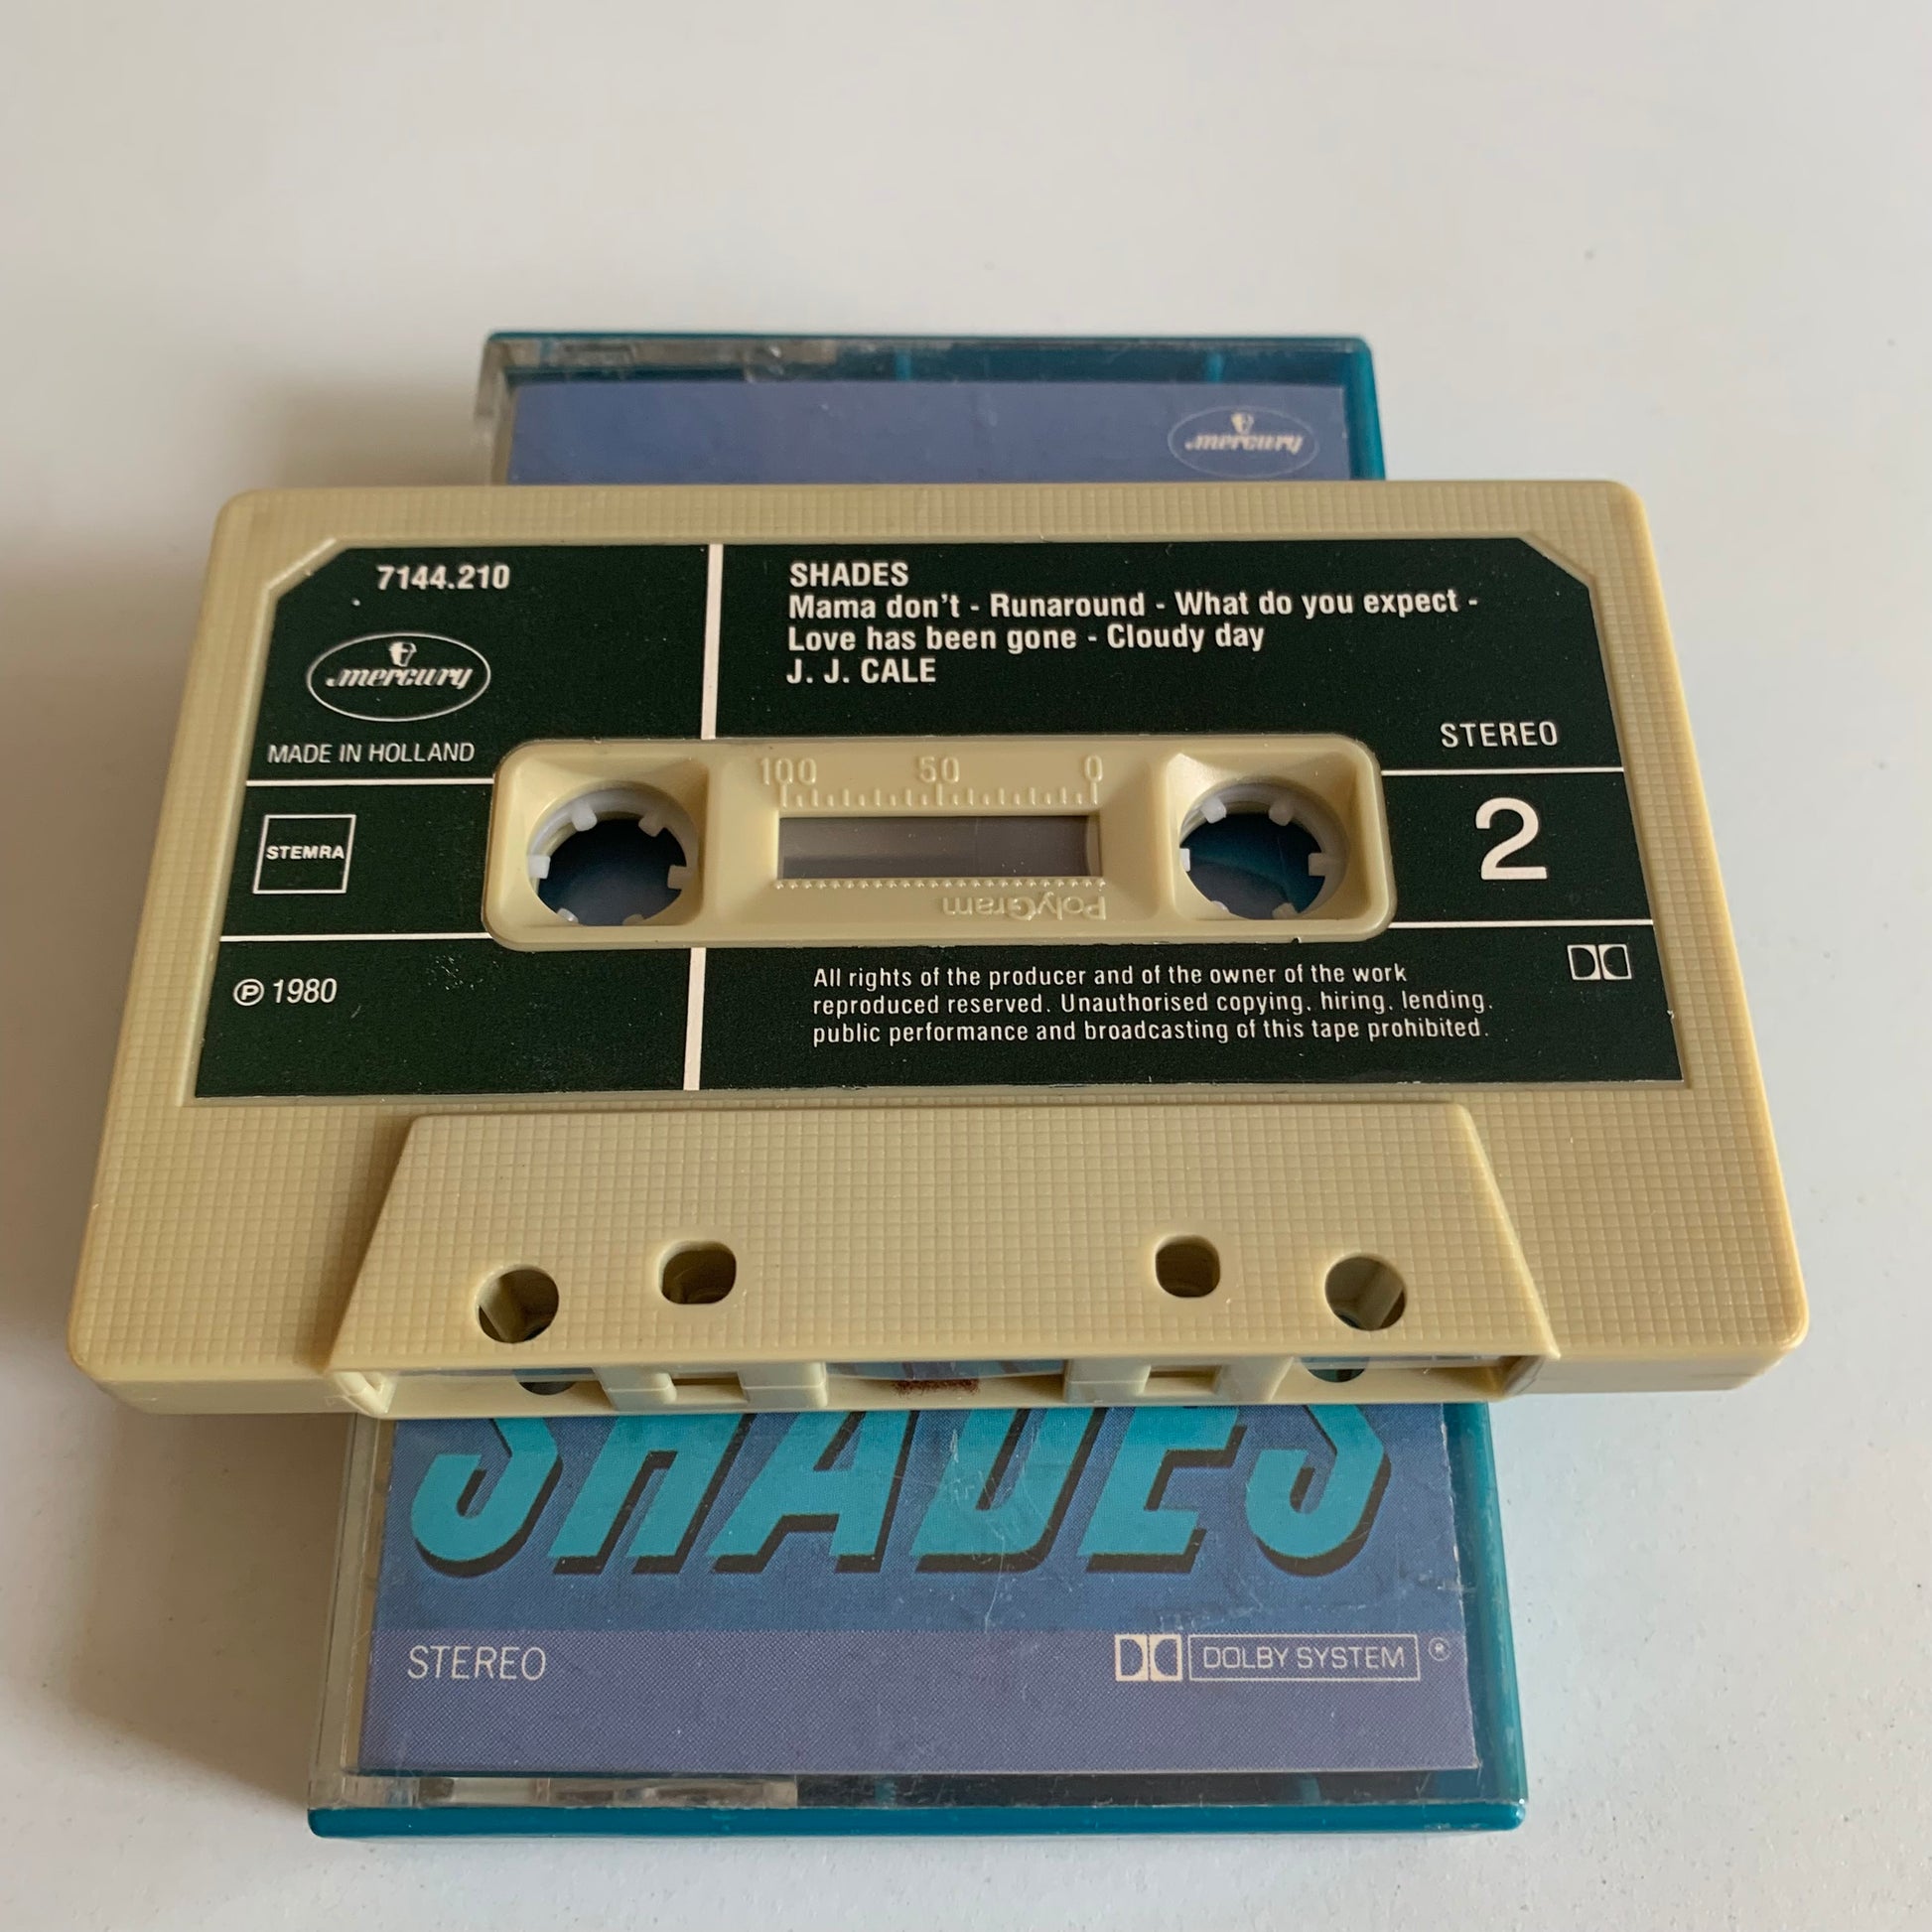 mercury
7144.210
SHADES
Mama don't - Runaround - What do you expect -
Love has been gone - Cloudy day
J. J. CALE
mercury
MADE IN HOLLAND
STEREO
100 50 0
STEMRA
2
PolyGram
℗ 1980
All rights of the producer and of the owner of the work
reproduced reserved. Unauthorised copying, hiring, lending,
public performance and broadcasting of this tape prohibited.
SHADES
STEREO
DOLBY SYSTEM ®